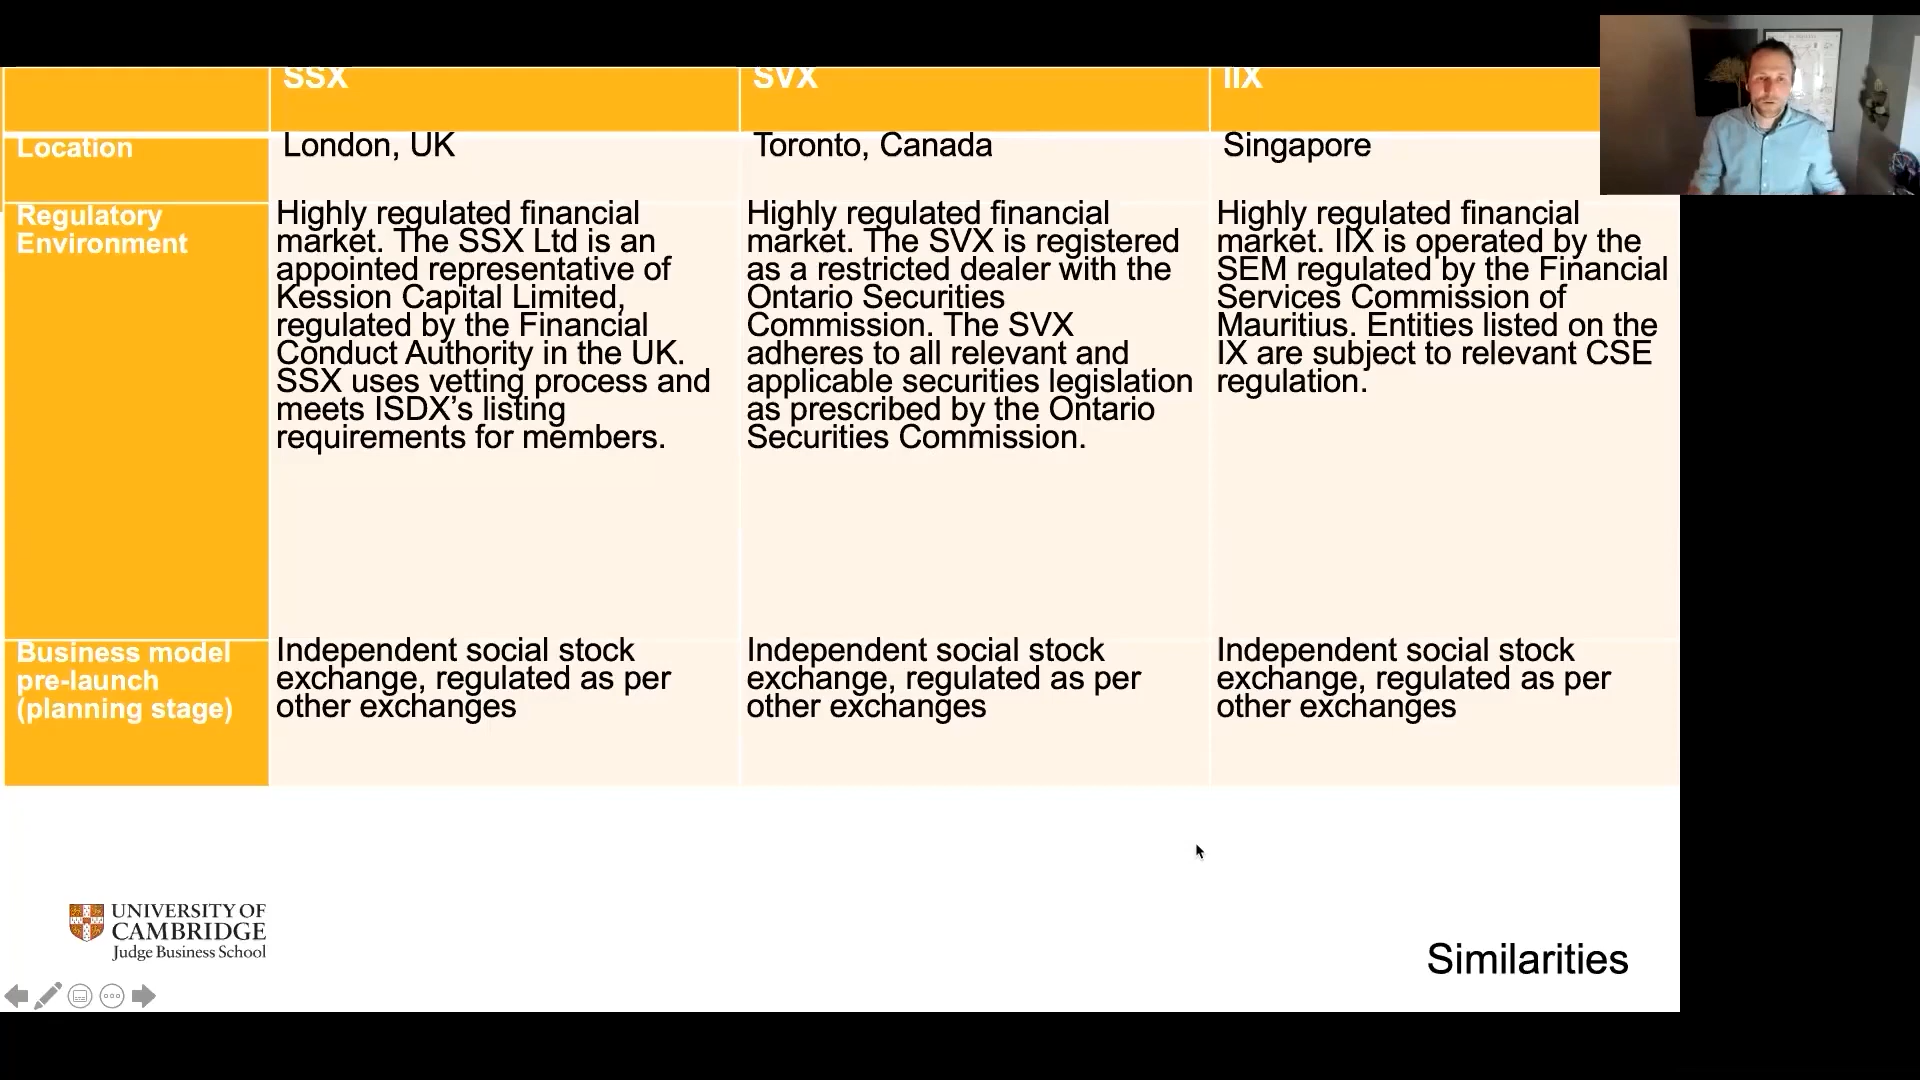 SSX
SVX
IIX
Location
London, UK
Toronto, Canada
Singapore
Regulatory
Environment
Highly regulated financial
market. The SSX Ltd is an
appointed representative of
Kession Capital Limited,
regulated by the Financial
Conduct Authority in the UK.
SSX uses vetting process and
meets ISDX’s listing
requirements for members.
Highly regulated financial
market. The SVX is registered
as a restricted dealer with the
Ontario Securities
Commission. The SVX
adheres to all relevant and
applicable securities legislation
as prescribed by the Ontario
Securities Commission.
Highly regulated financial
market. IIX is operated by the
SEM regulated by the Financial
Services Commission of
Mauritius. Entities listed on the
IX are subject to relevant CSE
regulation.
Business model
pre-launch
(planning stage)
Independent social stock
exchange, regulated as per
other exchanges
Independent social stock
exchange, regulated as per
other exchanges
Independent social stock
exchange, regulated as per
other exchanges
UNIVERSITY OF
CAMBRIDGE
Judge Business School
Similarities